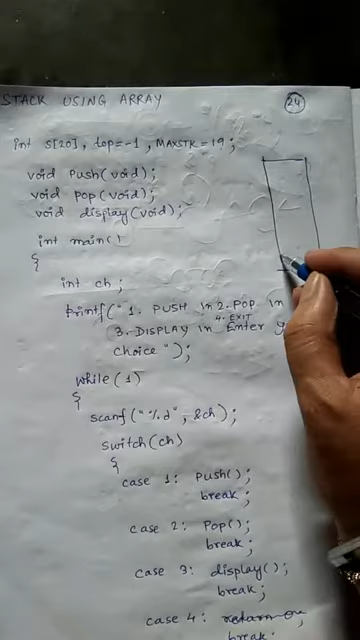 STACK USING ARRAY
24
int s[20], top=-1, MAXSTK=19;
void Push(void);
void Pop(void);
void display(void);
int main()
{
int ch;
printf(" 1. PUSH \n 2. POP \n
4. EXIT
3. DISPLAY \n Enter
choice ");
while(1)
{
scanf("%d", &ch);
switch(ch)
{
case 1: Push();
break;
case 2: Pop();
break;
case 3: display();
break;
case 4:
break;